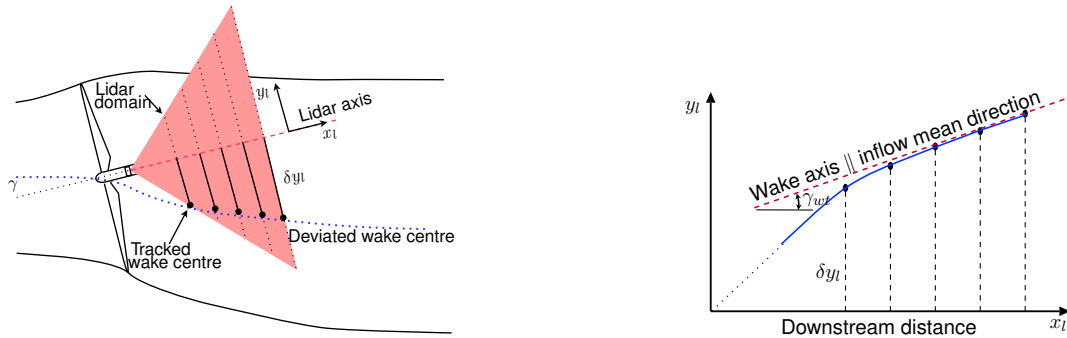 Lidar
domain
y_l
Lidar axis
x_l
γ
δy_l
Tracked
wake centre
Deviated wake centre
y_l
Wake axis ∥ inflow mean direction
γ_wt
δy_l
Downstream distance
x_l